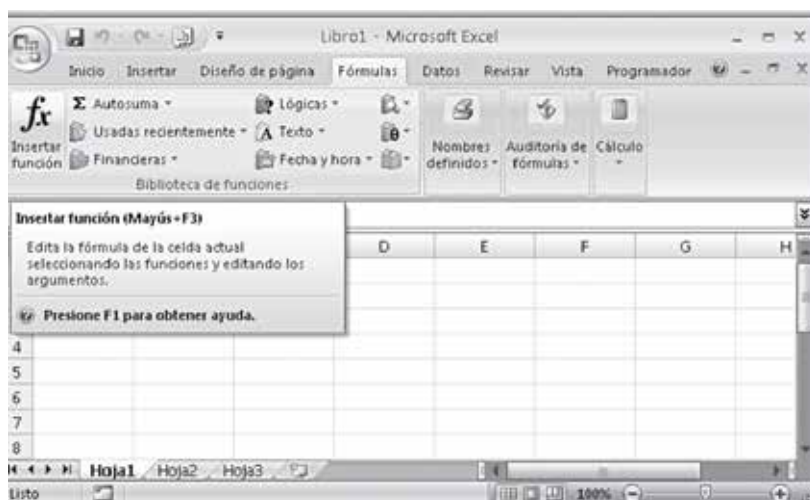 Libro1 - Microsoft Excel
Inicio Insertar Diseño de página Fórmulas Datos Revisar Vista Programador
fx Insertar función
Σ Autosuma
Usadas recientemente
Financieras
Lógicas
A Texto
Fecha y hora
θ
Nombres definidos
Auditoría de fórmulas
Cálculo
Biblioteca de funciones
Insertar función (Mayús+F3)
Edita la fórmula de la celda actual
seleccionando las funciones y editando los
argumentos.
Presione F1 para obtener ayuda.
D E F G H
4
5
6
7
8
Hoja1 Hoja2 Hoja3
Listo 100%